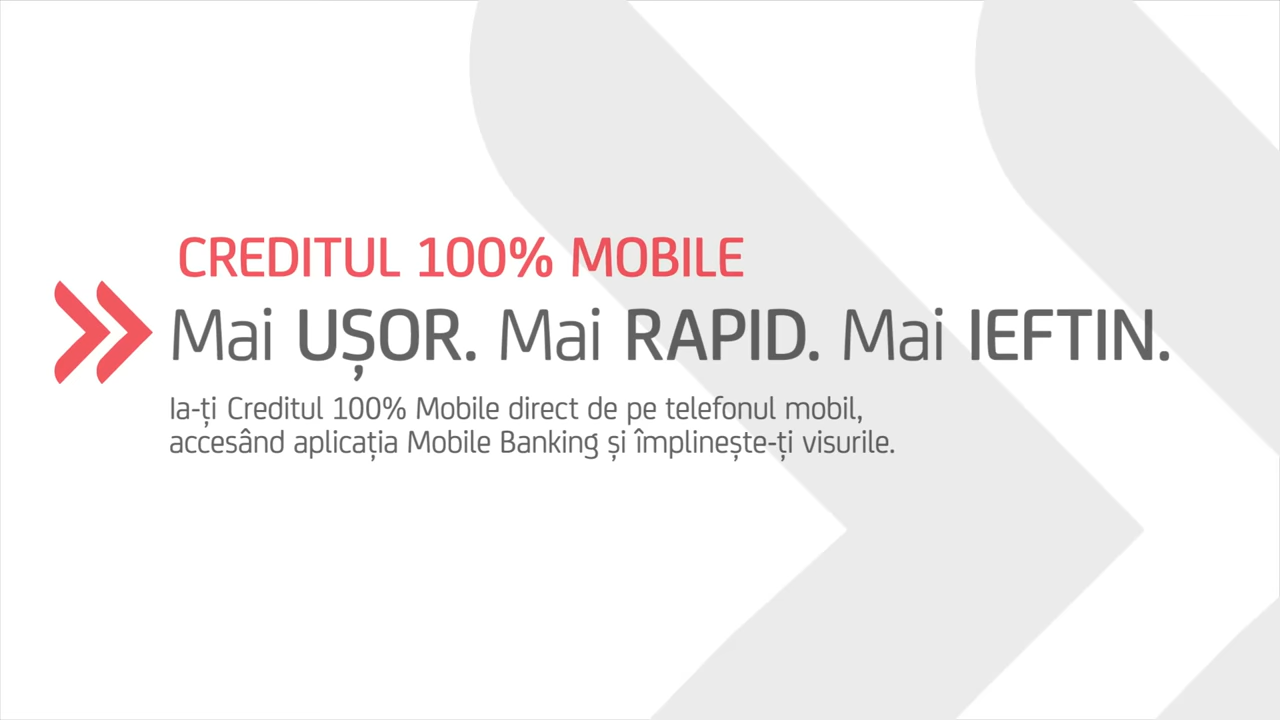 CREDITUL 100% MOBILE
Mai UȘOR. Mai RAPID. Mai IEFTIN.
Ia-ți Creditul 100% Mobile direct de pe telefonul mobil,
accesând aplicația Mobile Banking și împlinește-ți visurile.